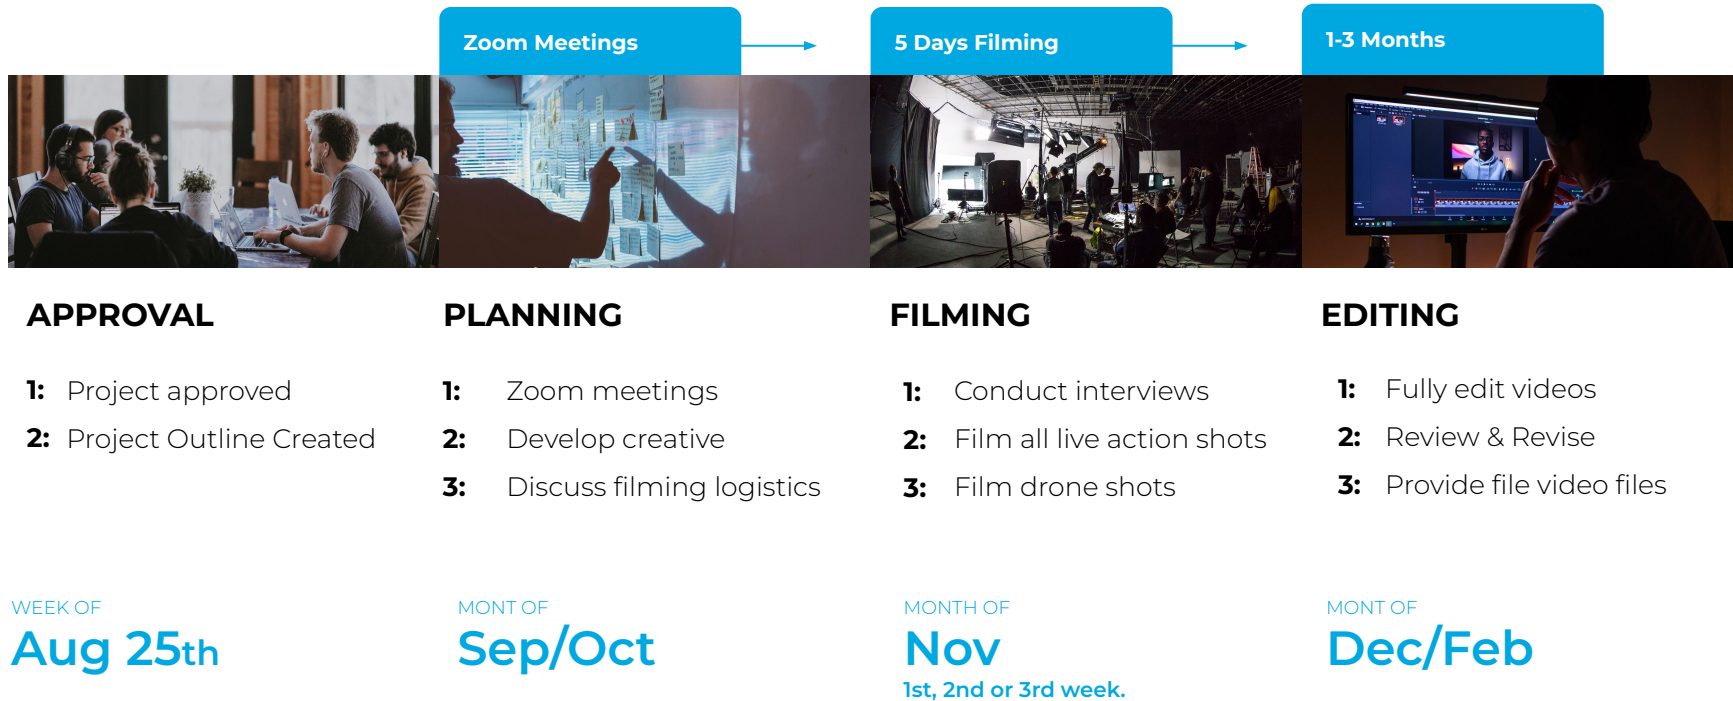 Zoom Meetings
5 Days Filming
1-3 Months
APPROVAL
1: Project approved
2: Project Outline Created
WEEK OF
Aug 25th
PLANNING
1: Zoom meetings
2: Develop creative
3: Discuss filming logistics
MONT OF
Sep/Oct
FILMING
1: Conduct interviews
2: Film all live action shots
3: Film drone shots
MONTH OF
Nov
1st, 2nd or 3rd week.
EDITING
1: Fully edit videos
2: Review & Revise
3: Provide file video files
MONT OF
Dec/Feb